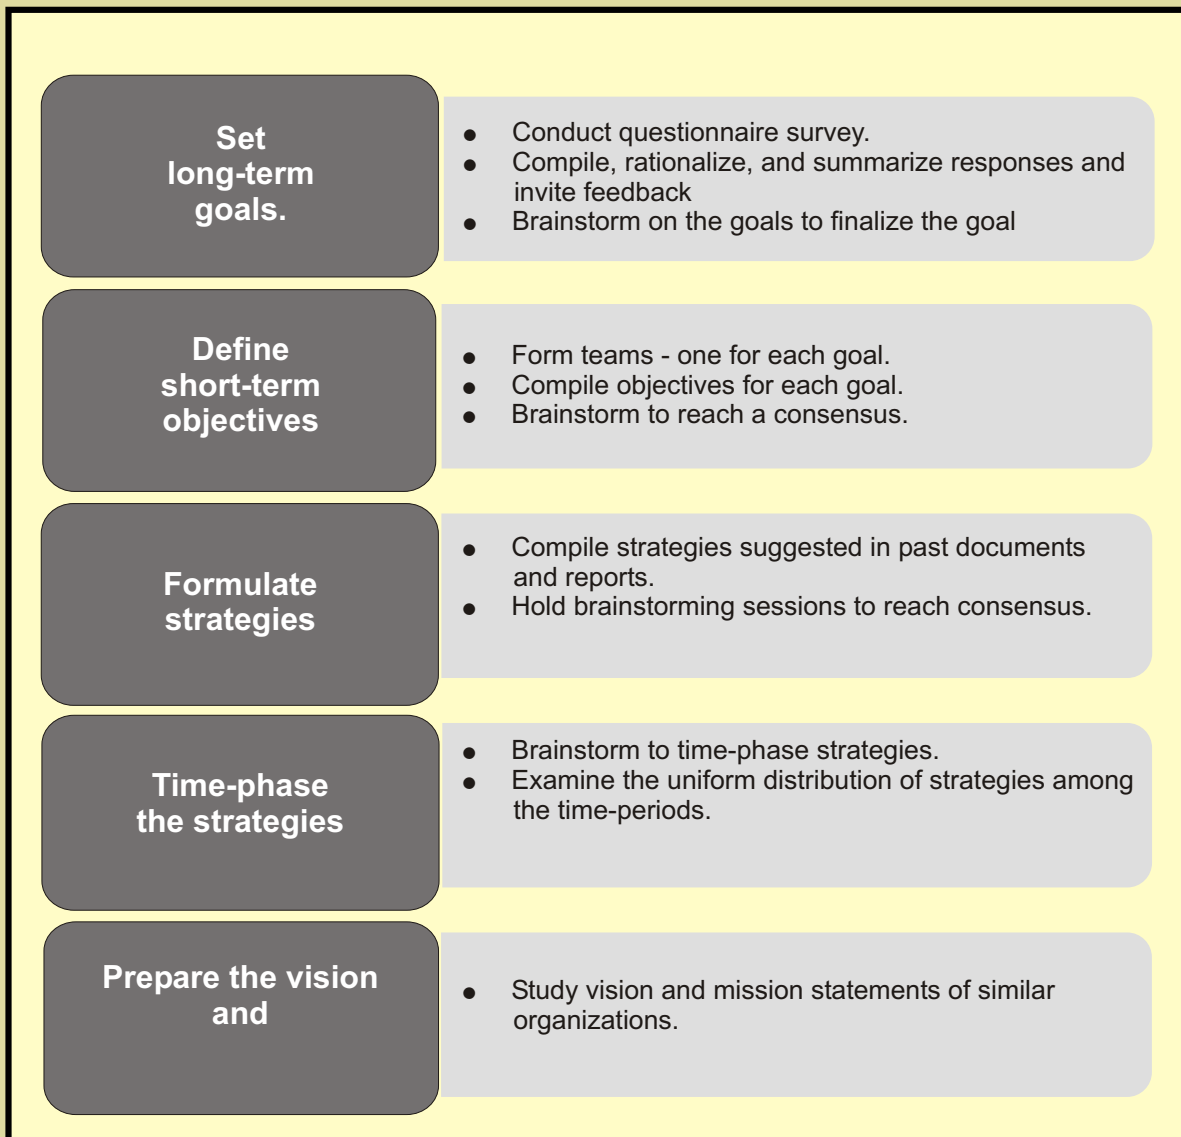 Set
long-term
goals.
● Conduct questionnaire survey.
● Compile, rationalize, and summarize responses and
invite feedback
● Brainstorm on the goals to finalize the goal
Define
short-term
objectives
● Form teams - one for each goal.
● Compile objectives for each goal.
● Brainstorm to reach a consensus.
Formulate
strategies
● Compile strategies suggested in past documents
and reports.
● Hold brainstorming sessions to reach consensus.
Time-phase
the strategies
● Brainstorm to time-phase strategies.
● Examine the uniform distribution of strategies among
the time-periods.
Prepare the vision
and
● Study vision and mission statements of similar
organizations.